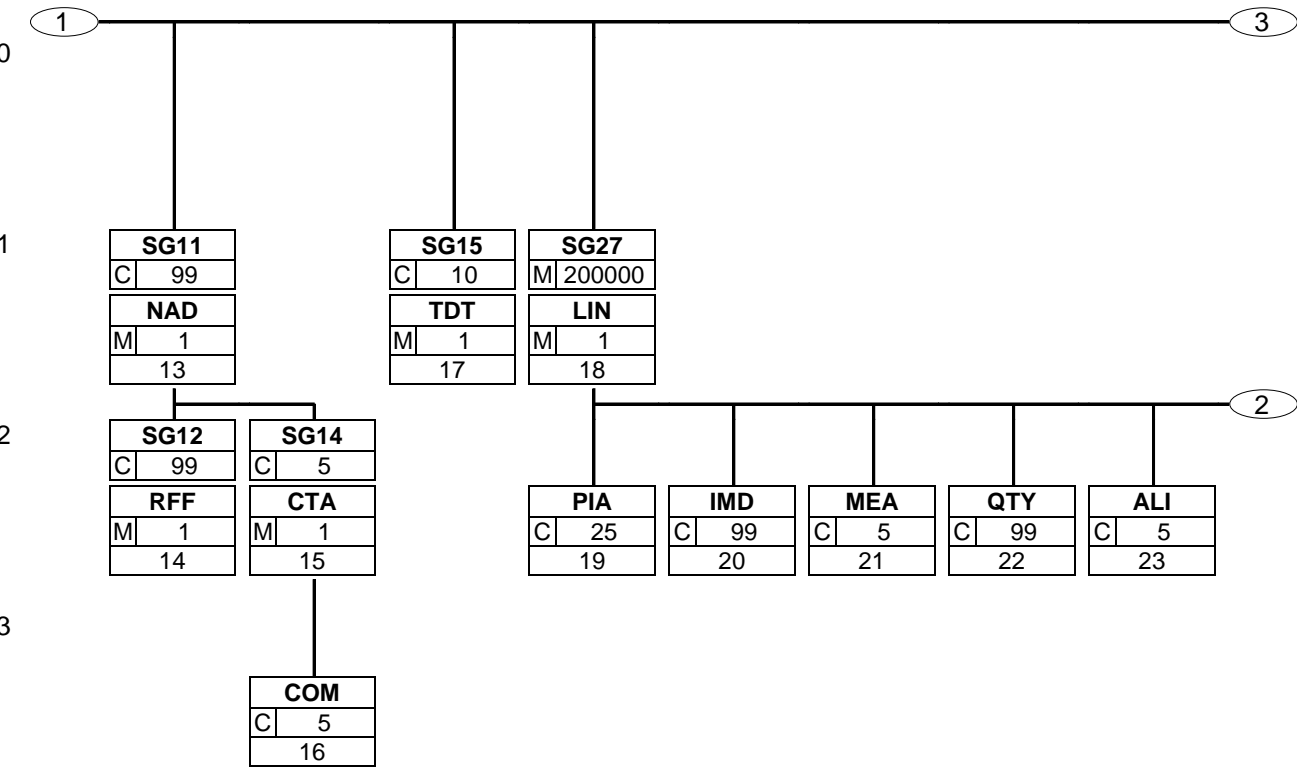 1 3
0
1
SG11 SG15 SG27
C 99 C 10 M 200000
NAD TDT LIN
M 1 M 1 M 1
13 17 18
2
2
SG12 SG14
C 99 C 5
RFF CTA PIA IMD MEA QTY ALI
M 1 M 1 C 25 C 99 C 5 C 99 C 5
14 15 19 20 21 22 23
3
COM
C 5
16